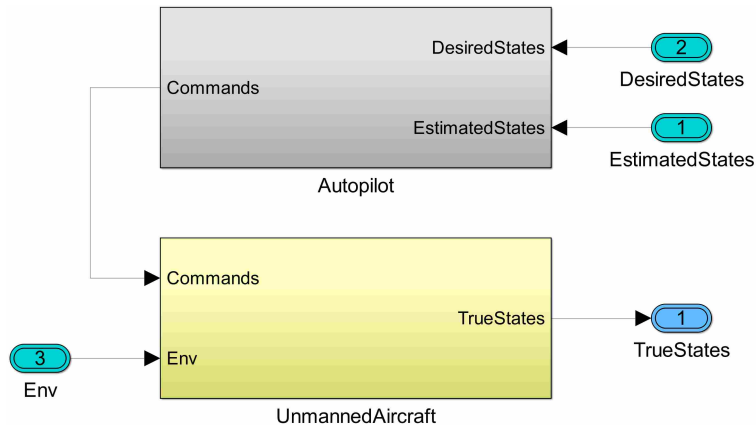 DesiredStates
2
DesiredStates
Commands
EstimatedStates
1
EstimatedStates
Autopilot
Commands
TrueStates
1
TrueStates
3
Env
Env
UnmannedAircraft